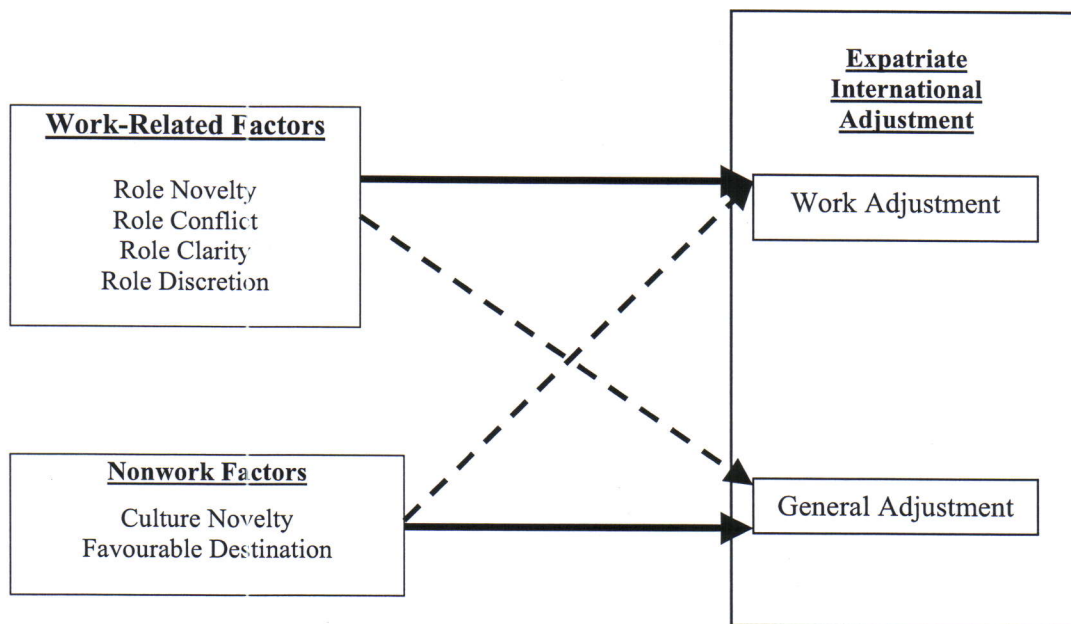 Work-Related Factors
Role Novelty
Role Conflict
Role Clarity
Role Discretion
Nonwork Factors
Culture Novelty
Favourable Destination
Expatriate
International
Adjustment
Work Adjustment
General Adjustment